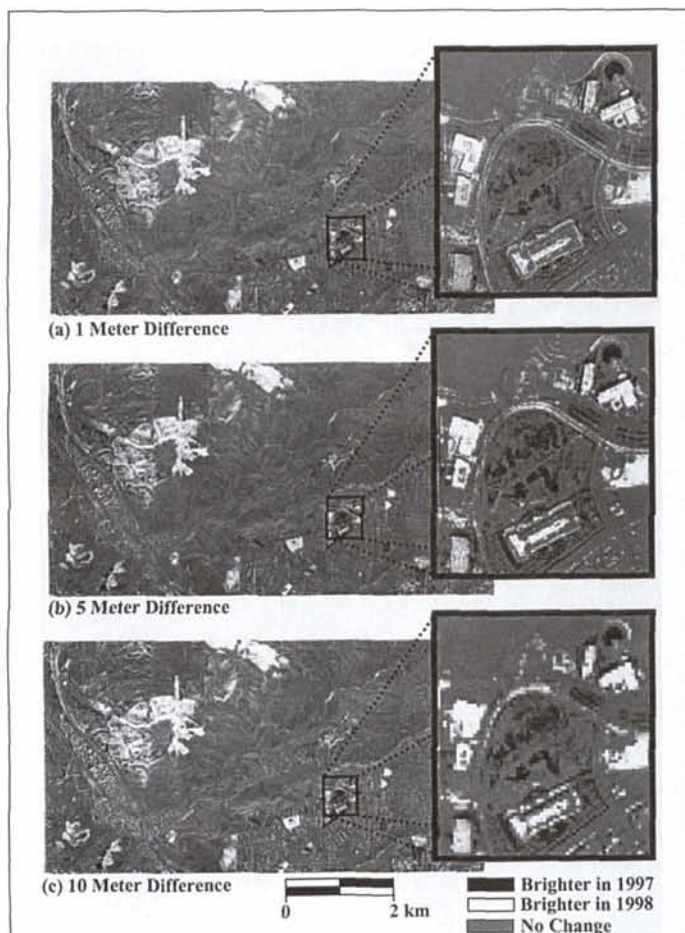 (a) 1 Meter Difference
(b) 5 Meter Difference
(c) 10 Meter Difference
0 2 km
Brighter in 1997
Brighter in 1998
No Change